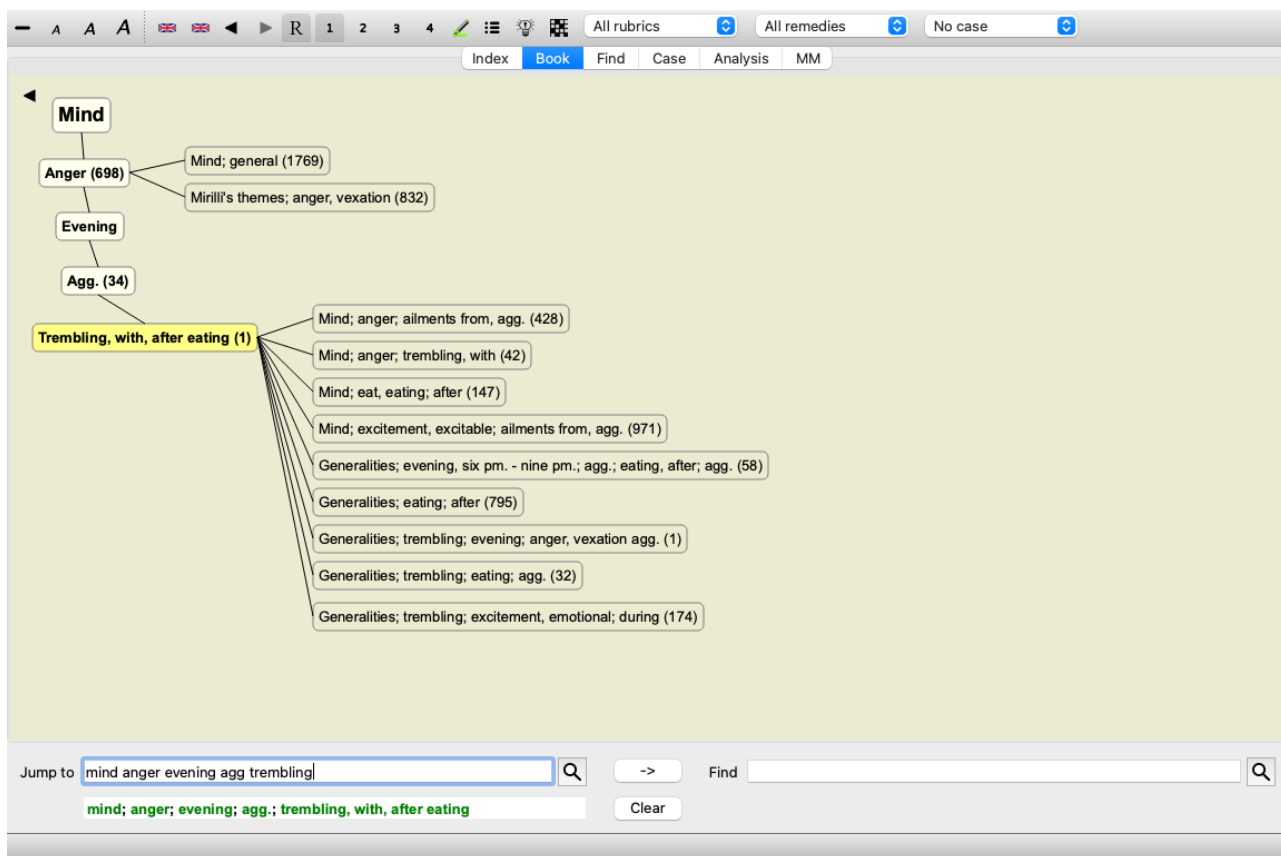 A A A R 1 2 3 4 All rubrics All remedies No case
Index Book Find Case Analysis MM
Mind
Mind; general (1769)
Anger (698)
Mirilli's themes; anger, vexation (832)
Evening
Agg. (34)
Mind; anger; ailments from, agg. (428)
Trembling, with, after eating (1)
Mind; anger; trembling, with (42)
Mind; eat, eating; after (147)
Mind; excitement, excitable; ailments from, agg. (971)
Generalities; evening, six pm. - nine pm.; agg.; eating, after; agg. (58)
Generalities; eating; after (795)
Generalities; trembling; evening; anger, vexation agg. (1)
Generalities; trembling; eating; agg. (32)
Generalities; trembling; excitement, emotional; during (174)
Jump to mind anger evening agg trembling -> Find
mind; anger; evening; agg.; trembling, with, after eating Clear